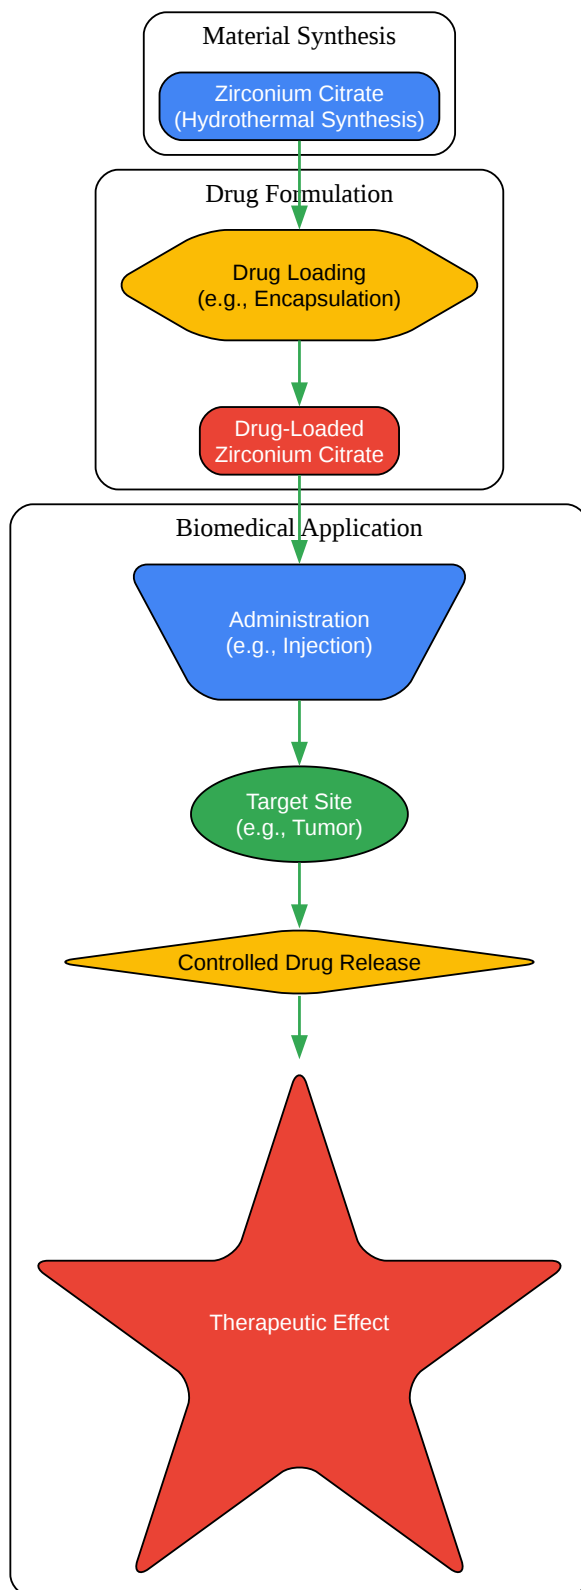 Material Synthesis
Zirconium Citrate
(Hydrothermal Synthesis)
Drug Formulation
Drug Loading
(e.g., Encapsulation)
Drug-Loaded
Zirconium Citrate
Biomedical Application
Administration
(e.g., Injection)
Target Site
(e.g., Tumor)
Controlled Drug Release
Therapeutic Effect